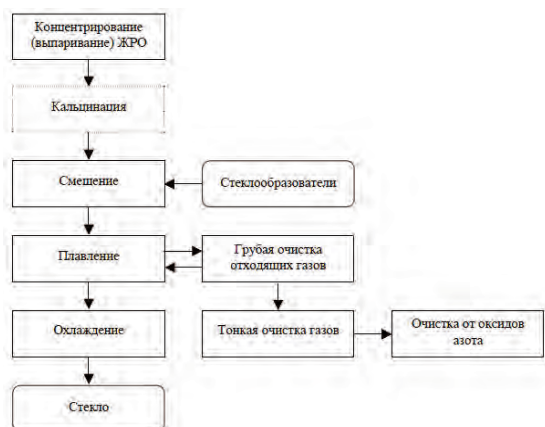 Концентрирование
(выпаривание) ЖРО
Кальцинация
Смешение
Стеклообразователи
Плавление
Грубая очистка
отходящих газов
Охлаждение
Тонкая очистка газов
Очистка от оксидов
азота
Стекло